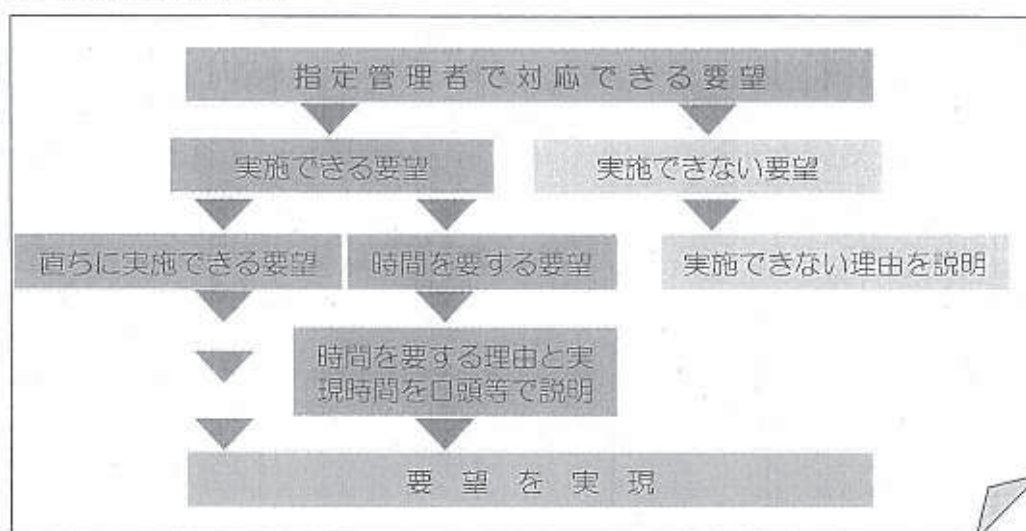 指定管理者で対応できる要望
実施できる要望
実施できない要望
直ちに実施できる要望
時間を要する要望
実施できない理由を説明
時間を要する理由と実
現時間を口頭等で説明
要望を実現